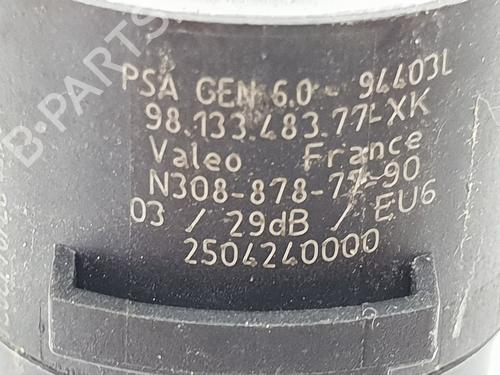 PSA GEN 6.0 - 94403L
98.133.483.77-XK
Valeo France
N308-878-77-90
03 / 29dB / EU6
2504240000
B-PARTS